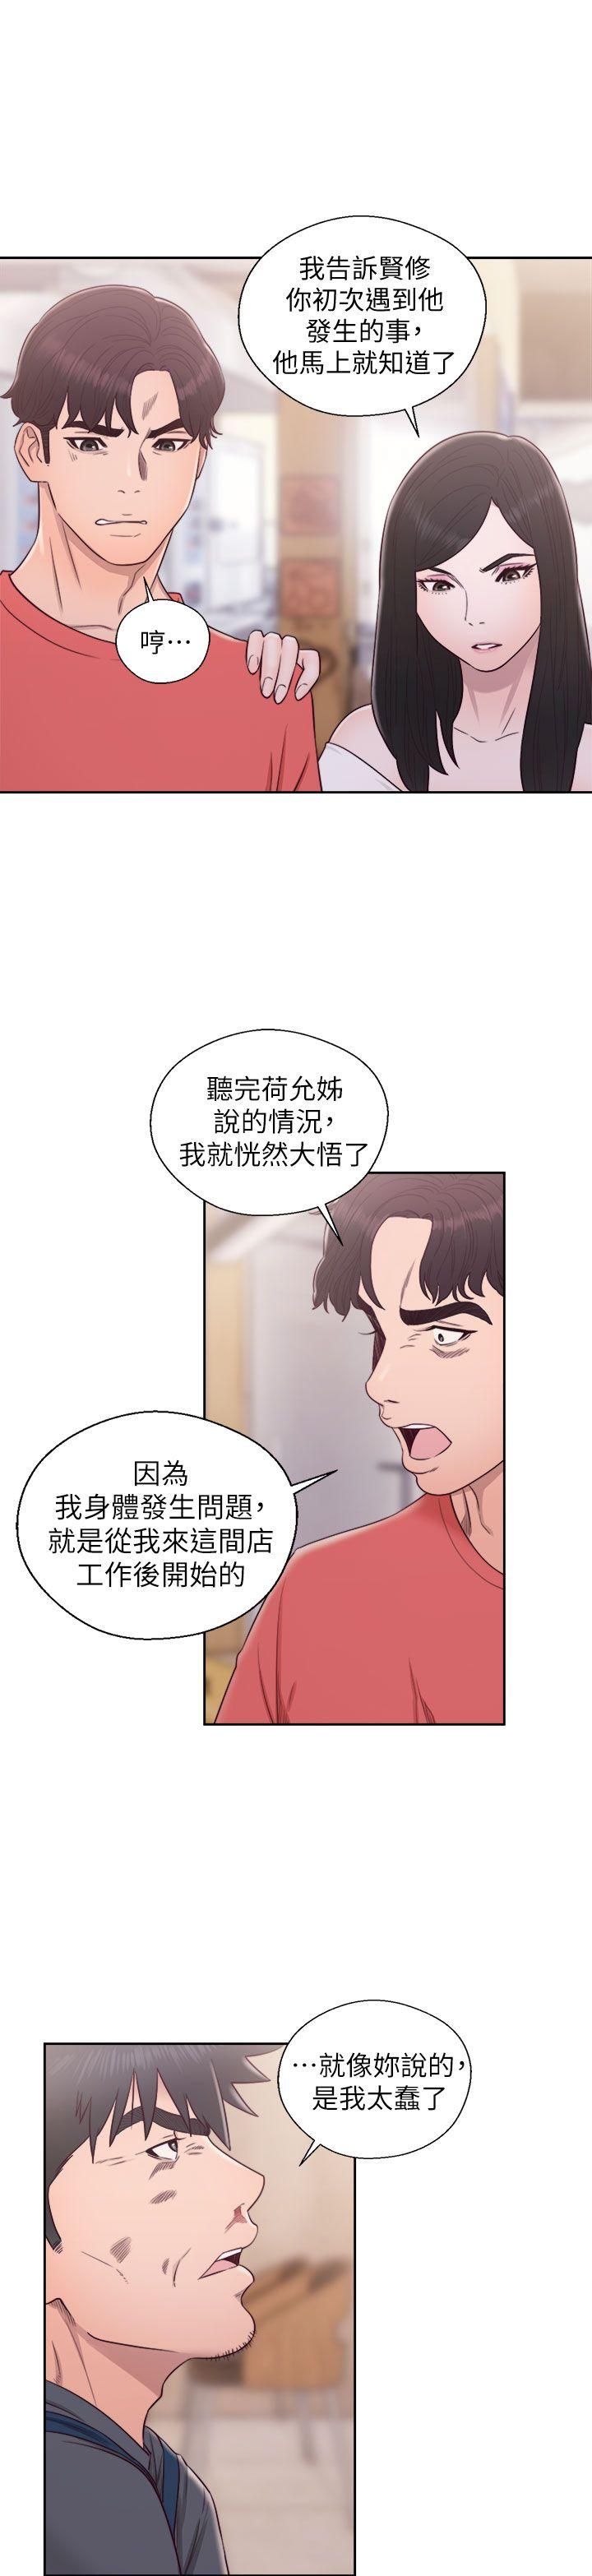 我告訴賢修
你初次遇到他
發生的事，
他馬上就知道了
哼⋯
聽完荷允姊
說的情況，
我就恍然大悟了
因為
我身體發生問題，
就是從我來這間店
工作後開始的
⋯就像妳說的，
是我太蠢了